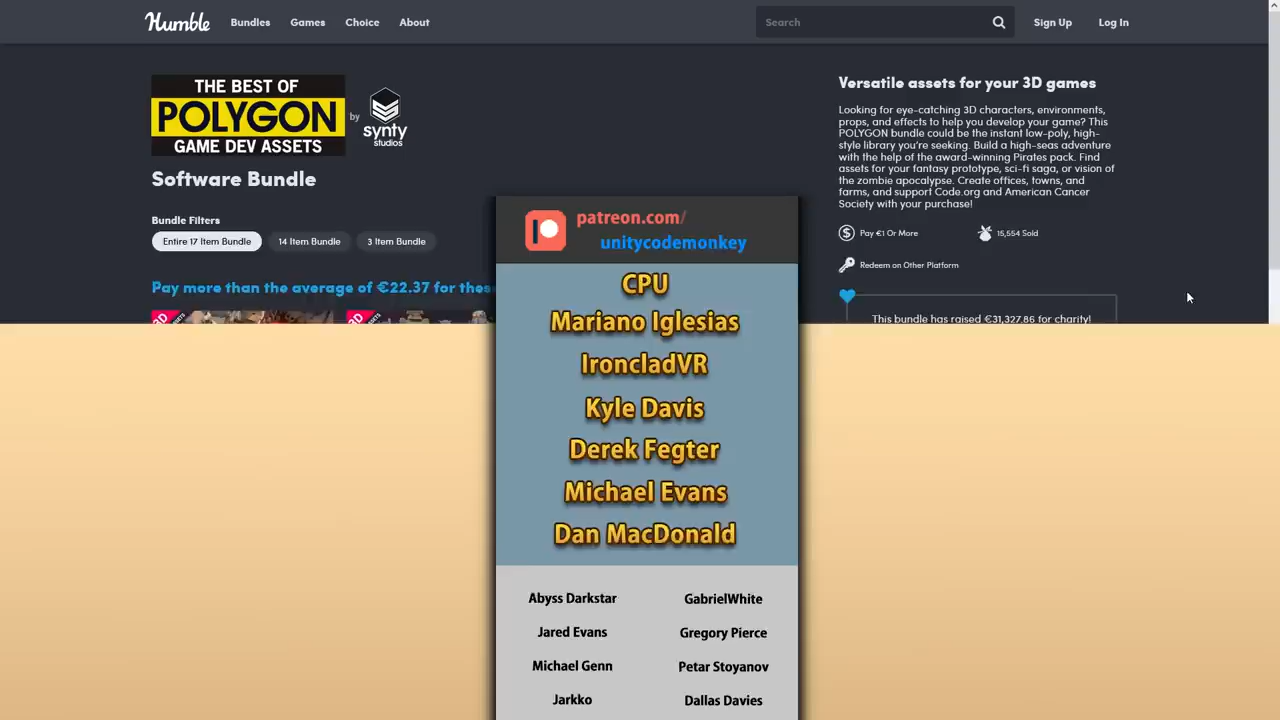 Humble
Bundles
Games
Choice
About
Search
Sign Up
Log In
THE BEST OF
POLYGON
GAME DEV ASSETS
by
synty
studios
Software Bundle
Bundle Filters
Entire 17 Item Bundle
14 Item Bundle
3 Item Bundle
Pay more than the average of €22.37 for these
3D
3D
Versatile assets for your 3D games
Looking for eye-catching 3D characters, environments,
props, and effects to help you develop your game? This
POLYGON bundle could be the instant low-poly, high-
style library you're seeking. Build a high-seas adventure
with the help of the award-winning Pirates pack. Find
assets for your fantasy prototype, sci-fi saga, or vision of
the zombie apocalypse. Create offices, towns, and
farms, and support Code.org and American Cancer
Society with your purchase!
Pay €1 Or More
15,554 Sold
Redeem on Other Platform
This bundle has raised €31,327.86 for charity!
patreon.com/
unitycodemonkey
CPU
Mariano Iglesias
IroncladVR
Kyle Davis
Derek Fegter
Michael Evans
Dan MacDonald
Abyss Darkstar
GabrielWhite
Jared Evans
Gregory Pierce
Michael Genn
Petar Stoyanov
Jarkko
Dallas Davies